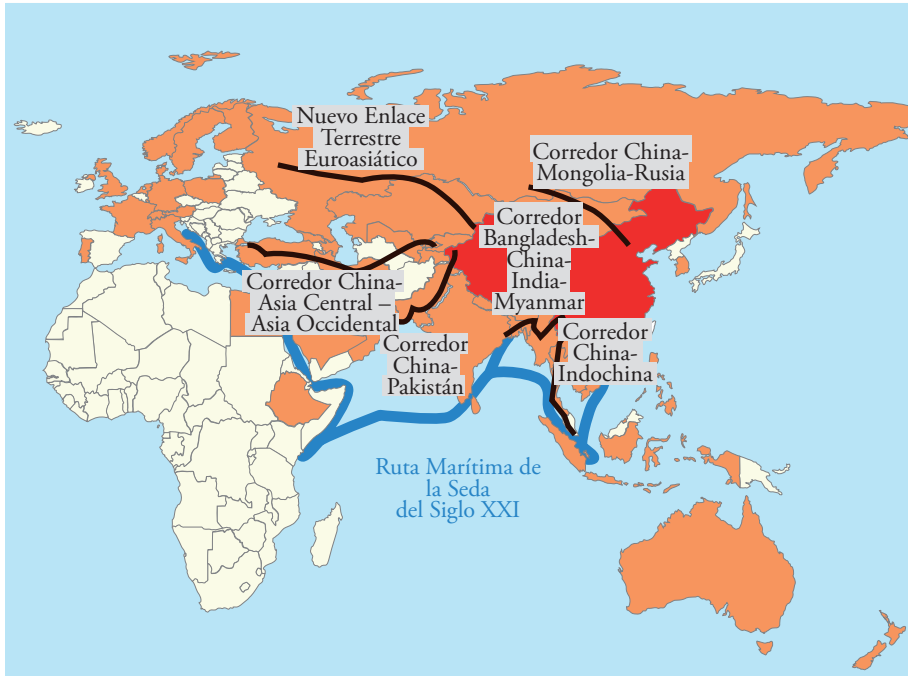 Nuevo Enlace
Terrestre
Euroasiático
Corredor China-
Mongolia-Rusia
Corredor
Bangladesh-
China-
India-
Myanmar
Corredor China-
Asia Central –
Asia Occidental
Corredor
China-
Pakistán
Corredor
China-
Indochina
Ruta Marítima de
la Seda
del Siglo XXI